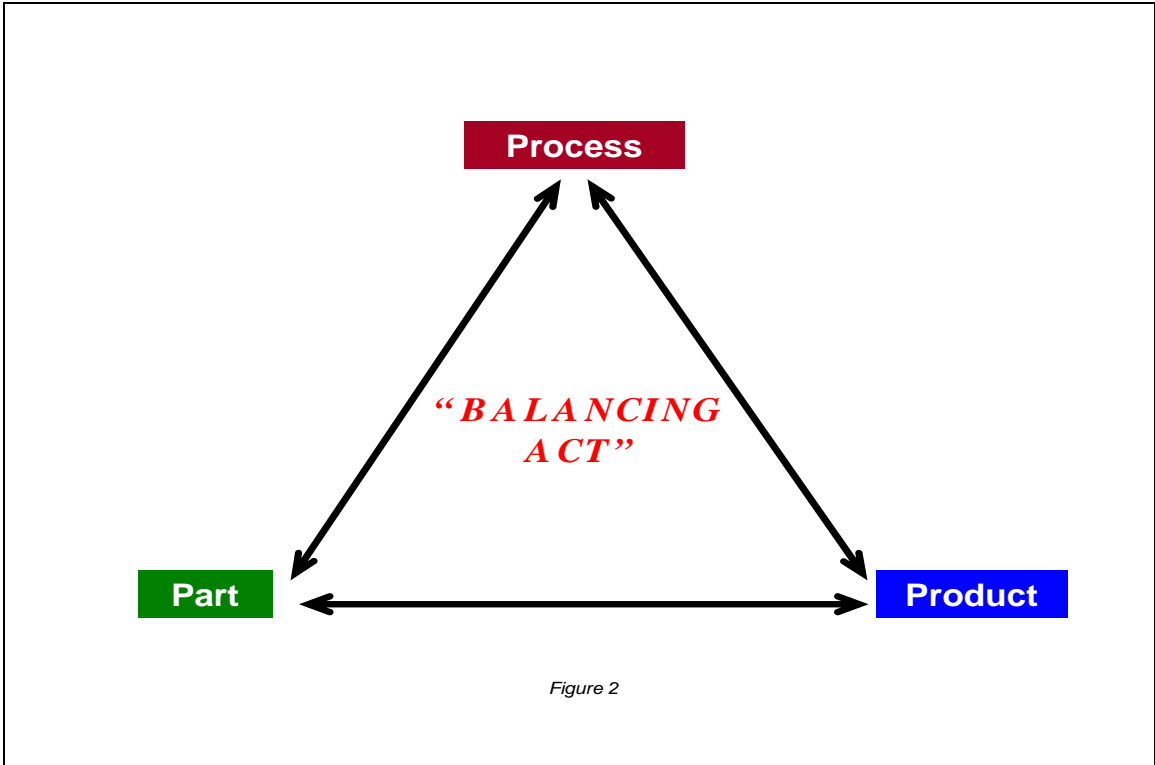 Process
“BALANCING
ACT”
Part
Product
Figure 2